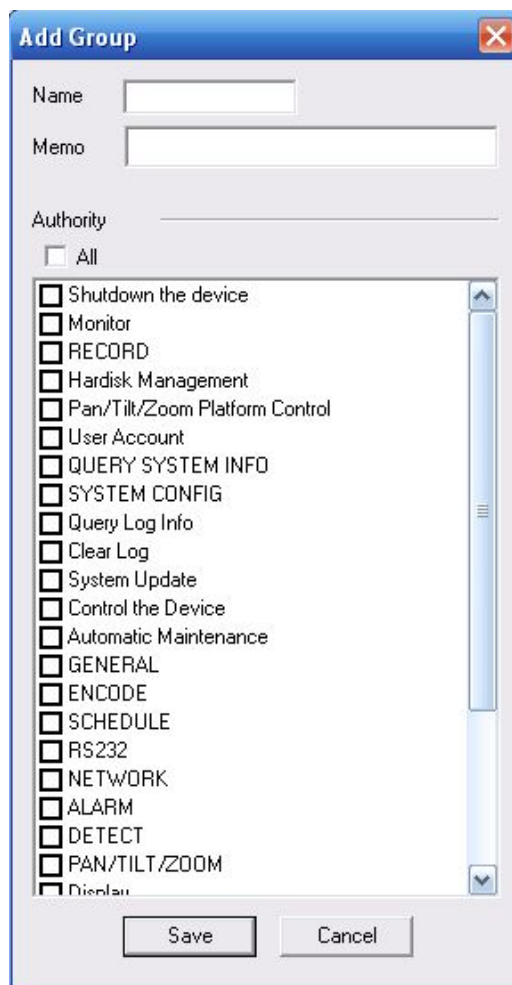 Add Group
Name
Memo
Authority
All
Shutdown the device
Monitor
RECORD
Hardisk Management
Pan/Tilt/Zoom Platform Control
User Account
QUERY SYSTEM INFO
SYSTEM CONFIG
Query Log Info
Clear Log
System Update
Control the Device
Automatic Maintenance
GENERAL
ENCODE
SCHEDULE
RS232
NETWORK
ALARM
DETECT
PAN/TILT/ZOOM
Display
Save Cancel